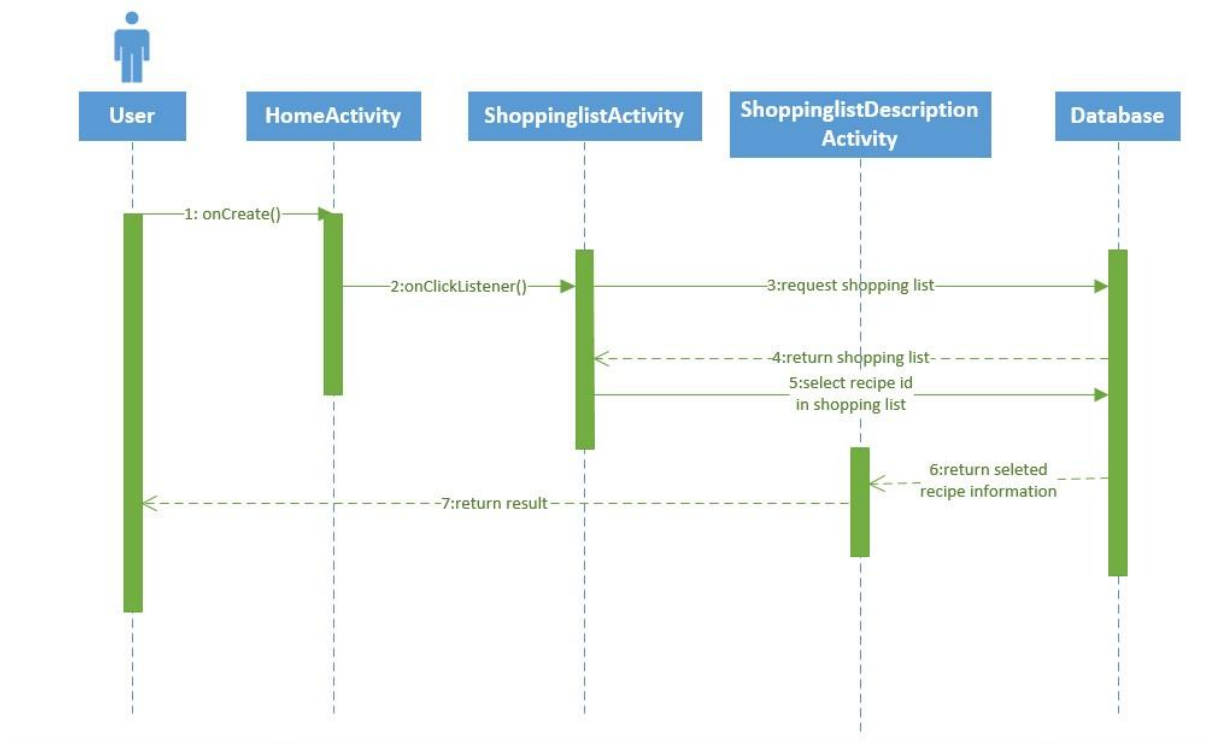 User
HomeActivity
ShoppinglistActivity
ShoppinglistDescription
Activity
Database
1: onCreate()
2:onClickListener()
3:request shopping list
4:return shopping list
5:select recipe id
in shopping list
6:return seleted
recipe information
7:return result